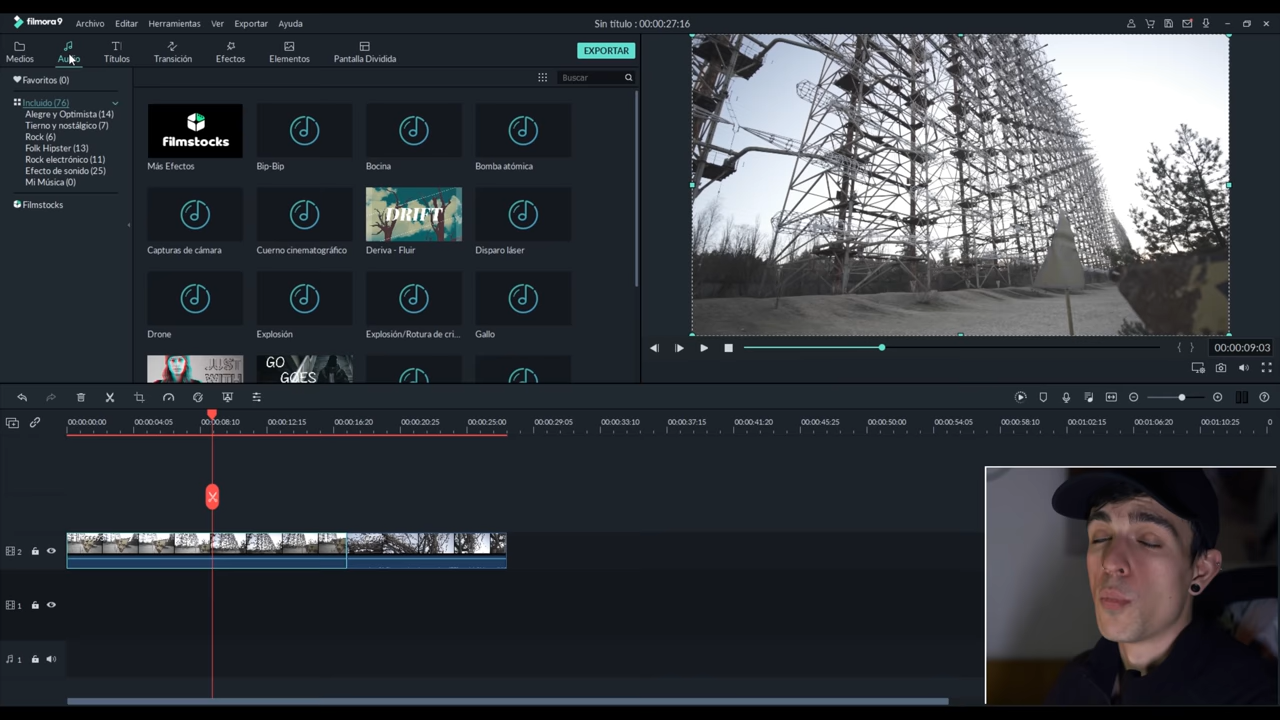 filmora9
Archivo Editar Herramientas Ver Exportar Ayuda
Sin título : 00:00:27:16
Medios
Audio
Títulos
Transición
Efectos
Elementos
Pantalla Dividida
EXPORTAR
Favoritos (0)
Buscar
Incluido (76)
Alegre y Optimista (14)
Tierno y nostálgico (7)
Rock (6)
Folk Hipster (13)
Rock electrónico (11)
Efecto de sonido (25)
Mi Música (0)
Filmstocks
filmstocks
Más Efectos
Bip-Bip
Bocina
Bomba atómica
Capturas de cámara
Cuerno cinematográfico
DRIFT
Deriva - Fluir
Disparo láser
Drone
Explosión
Explosión/Rotura de cri...
Gallo
JUST
WITH
GO
GOES
00:00:09:03
00:00:00:00 00:00:04:05 00:00:08:10 00:00:12:15 00:00:16:20 00:00:20:25 00:00:25:00 00:00:29:05 00:00:33:10 00:00:37:15 00:00:41:20 00:00:45:25 00:00:50:00 00:00:54:05 00:00:58:10 00:01:02:15 00:01:06:20 00:01:10:25 0
2
1
1